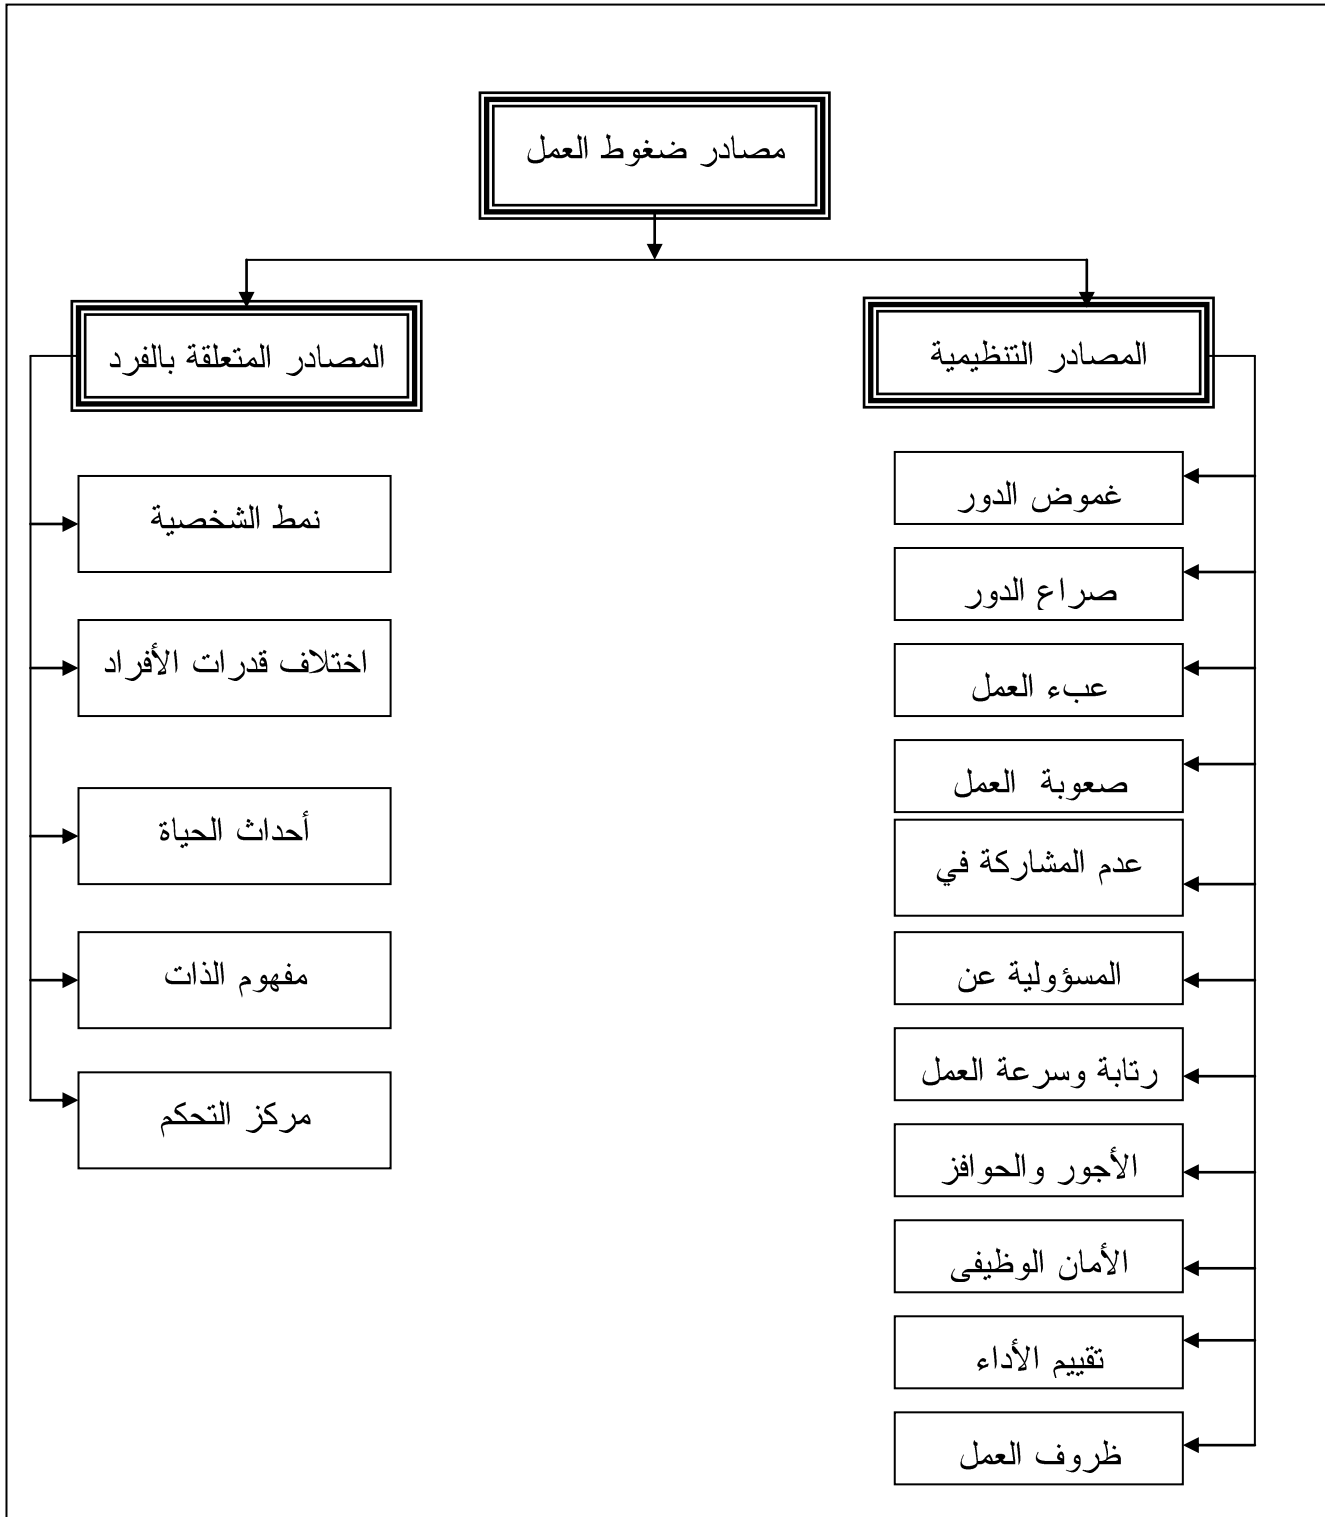 مصادر ضغوط العمل
المصادر التنظيمية
المصادر المتعلقة بالفرد
غموض الدور
صراع الدور
عبء العمل
صعوبة العمل
عدم المشاركة في
المسؤولية عن
رتابة وسرعة العمل
الأجور والحوافز
الأمان الوظيفى
تقييم الأداء
ظروف العمل
نمط الشخصية
اختلاف قدرات الأفراد
أحداث الحياة
مفهوم الذات
مركز التحكم